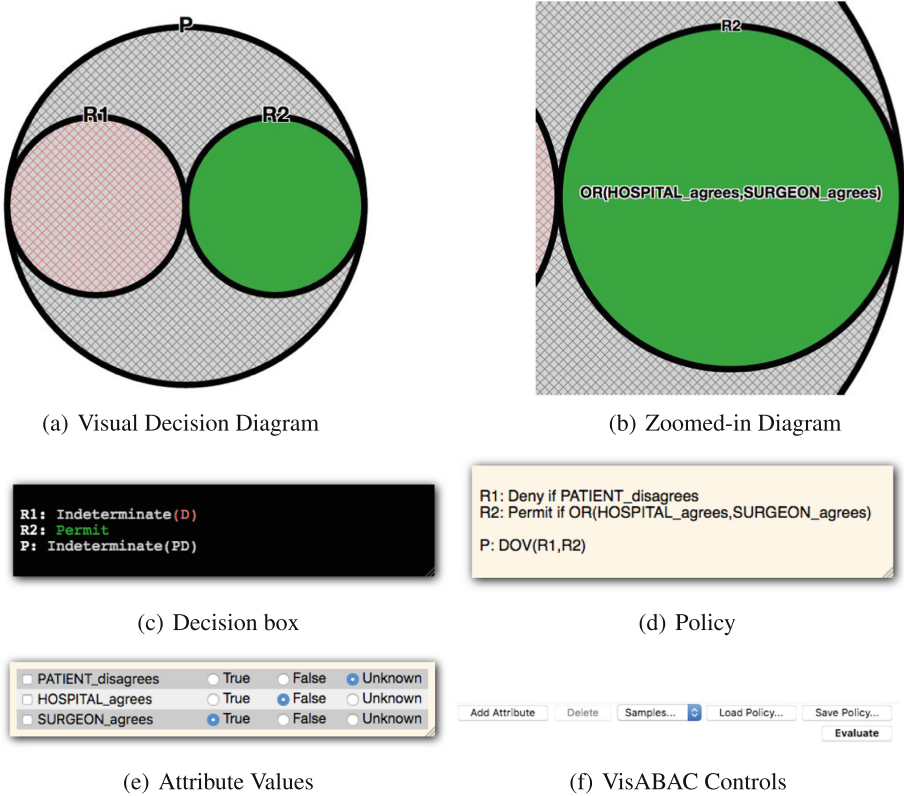 P
R1
R2
R2
OR(HOSPITAL_agrees,SURGEON_agrees)
(a) Visual Decision Diagram
(b) Zoomed-in Diagram
R1: Indeterminate(D)
R2: Permit
P: Indeterminate(PD)
R1: Deny if PATIENT_disagrees
R2: Permit if OR(HOSPITAL_agrees,SURGEON_agrees)
P: DOV(R1,R2)
(c) Decision box
(d) Policy
PATIENT_disagrees True False Unknown
HOSPITAL_agrees True False Unknown
SURGEON_agrees True False Unknown
Add Attribute Delete Samples... Load Policy... Save Policy...
Evaluate
(e) Attribute Values
(f) VisABAC Controls